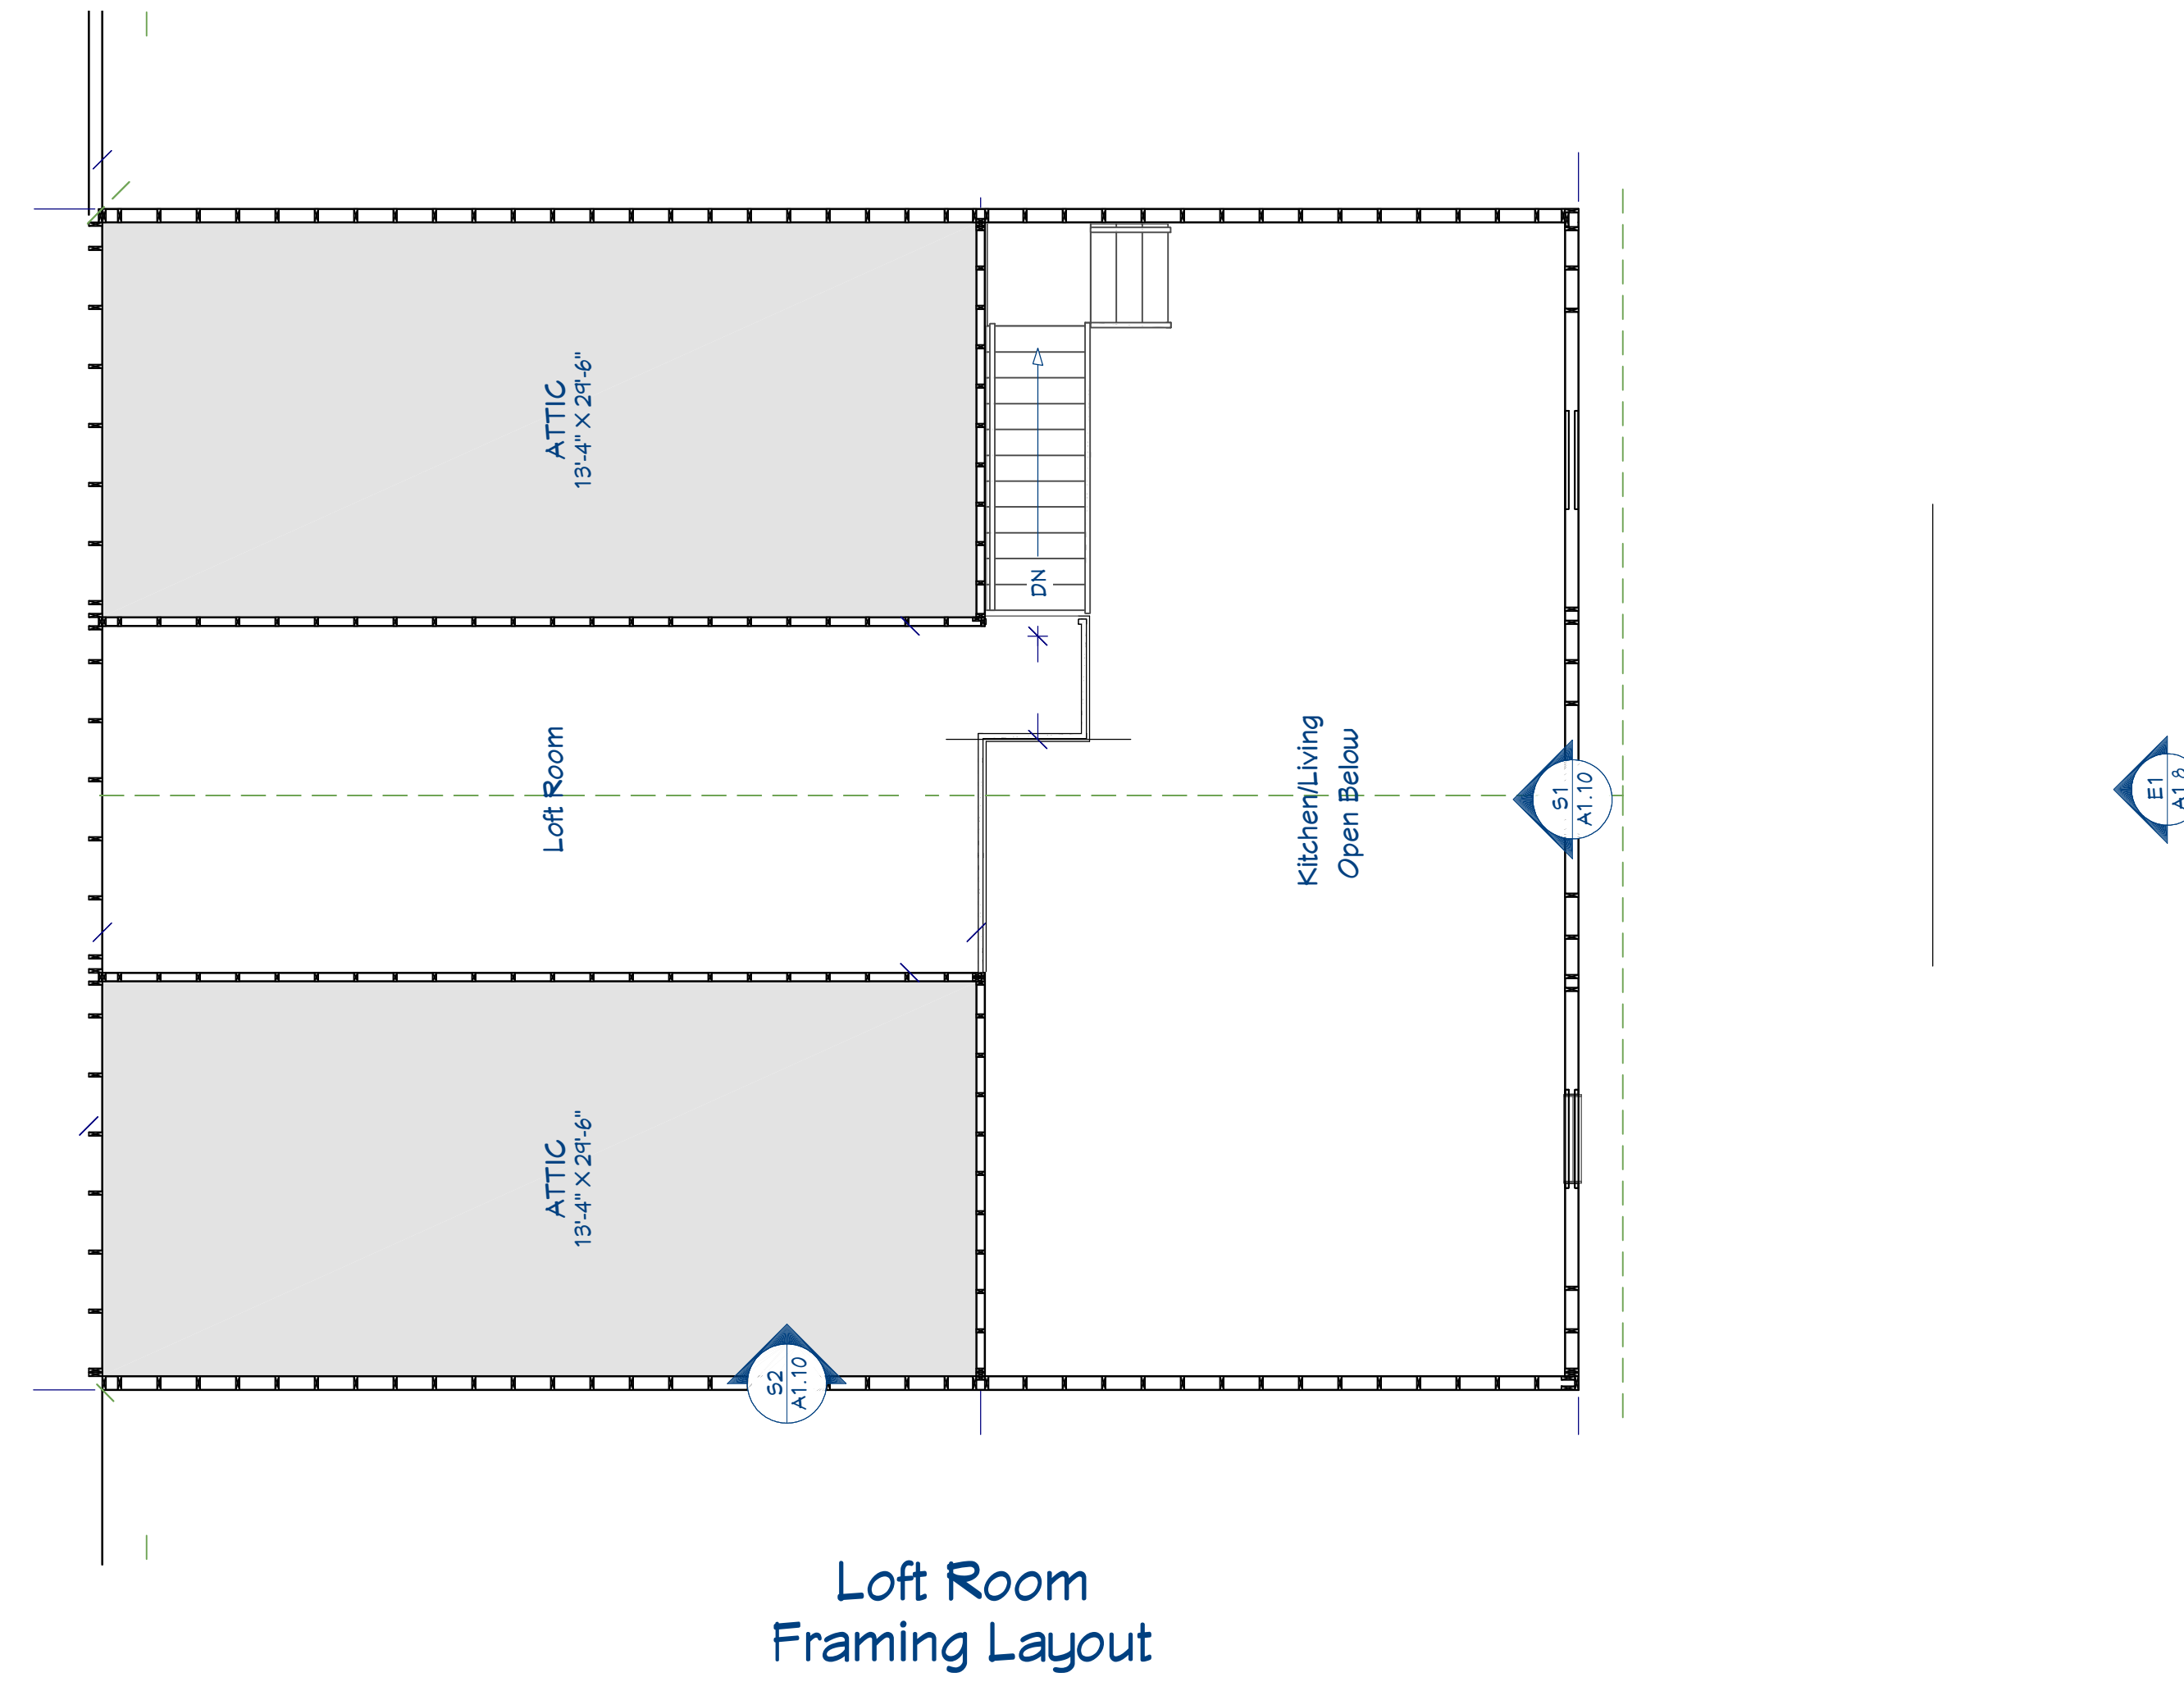 ATTIC
13'-4" X 29'-6"
DN
Loft Room
Kitchen/Living
Open Below
S1
A1.10
E1
ATTIC
13'-4" X 29'-6"
S2
A1.10
Loft Room
Framing Layout